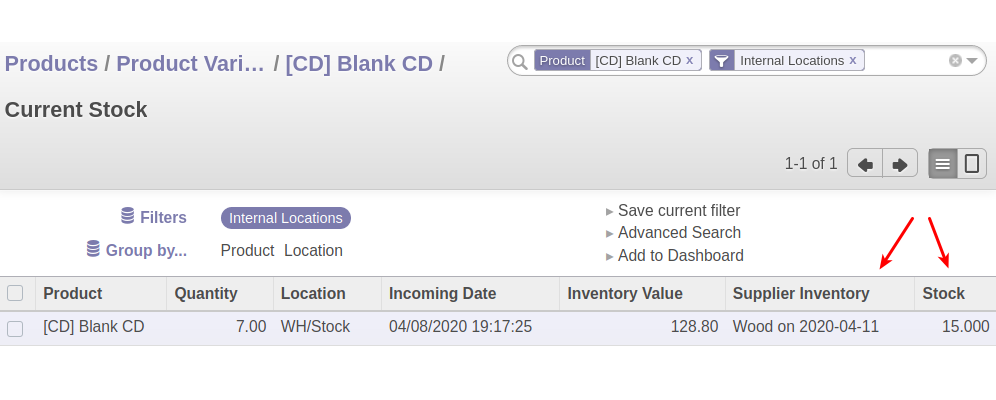 Products / Product Vari… / [CD] Blank CD /
Product [CD] Blank CD x Internal Locations x
Current Stock
1-1 of 1
Filters Internal Locations
Group by... Product Location
Save current filter
Advanced Search
Add to Dashboard
Product Quantity Location Incoming Date Inventory Value Supplier Inventory Stock
[CD] Blank CD 7.00 WH/Stock 04/08/2020 19:17:25 128.80 Wood on 2020-04-11 15.000